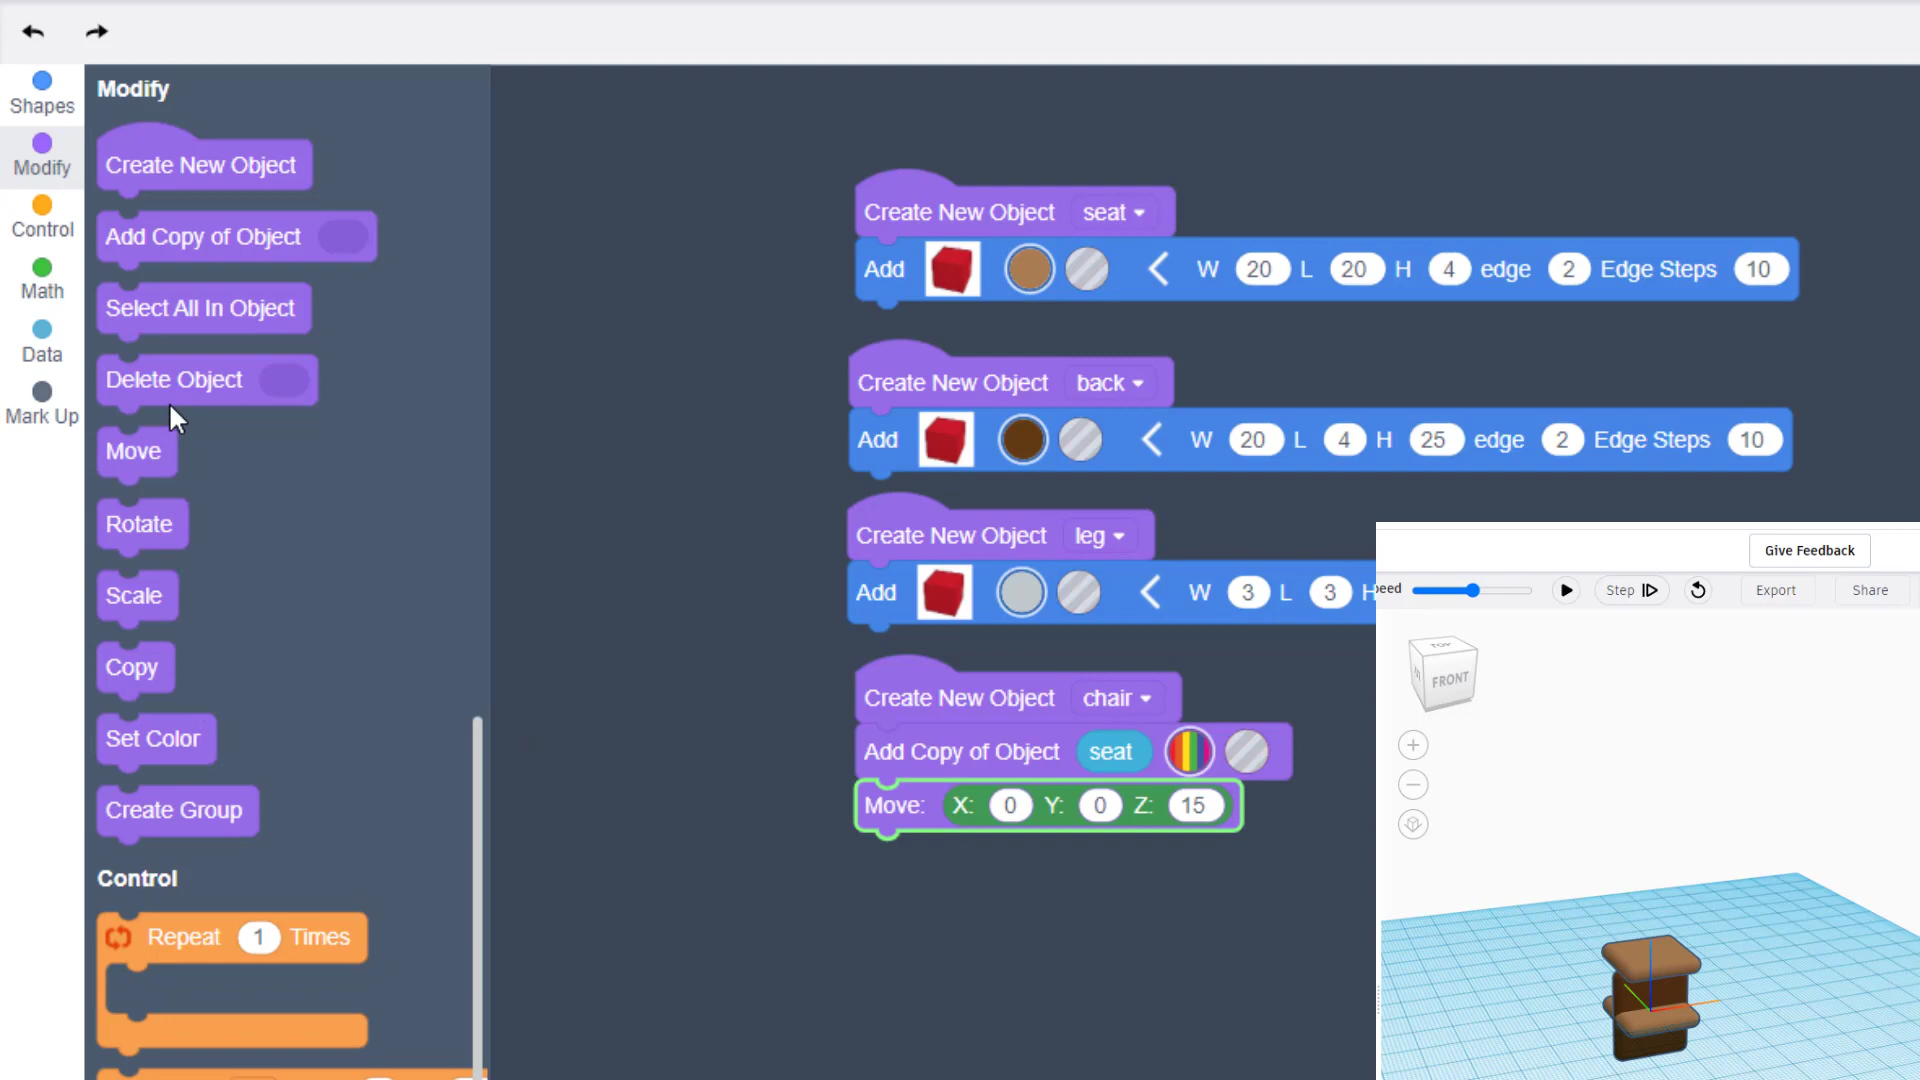 Shapes
Modify
Control
Math
Data
Mark Up
Modify
Create New Object
Add Copy of Object
Select All In Object
Delete Object
Move
Rotate
Scale
Copy
Set Color
Create Group
Control
Repeat 1 Times
Create New Object seat
Add W 20 L 20 H 4 edge 2 Edge Steps 10
Create New Object back
Add W 20 L 4 H 25 edge 2 Edge Steps 10
Create New Object leg
Add W 3 L 3 H
Create New Object chair
Add Copy of Object seat
Move: X: 0 Y: 0 Z: 15
Give Feedback
peed Step Export Share
TOP
FRONT